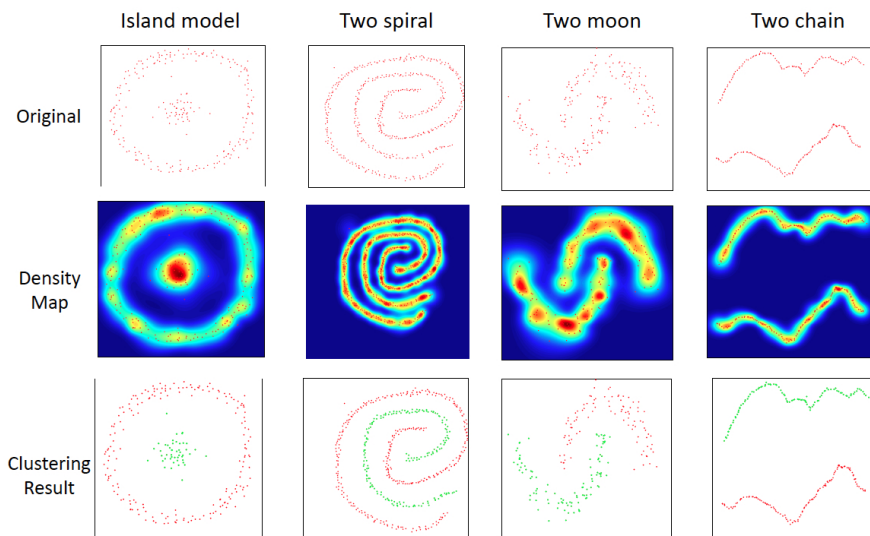 Island model
Two spiral
Two moon
Two chain
Original
Density
Map
Clustering
Result